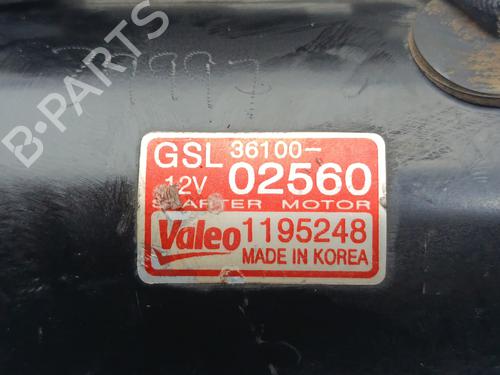 GSL 36100-
12V 02560
STARTER MOTOR
Valeo 1195248
MADE IN KOREA
B-PARTS